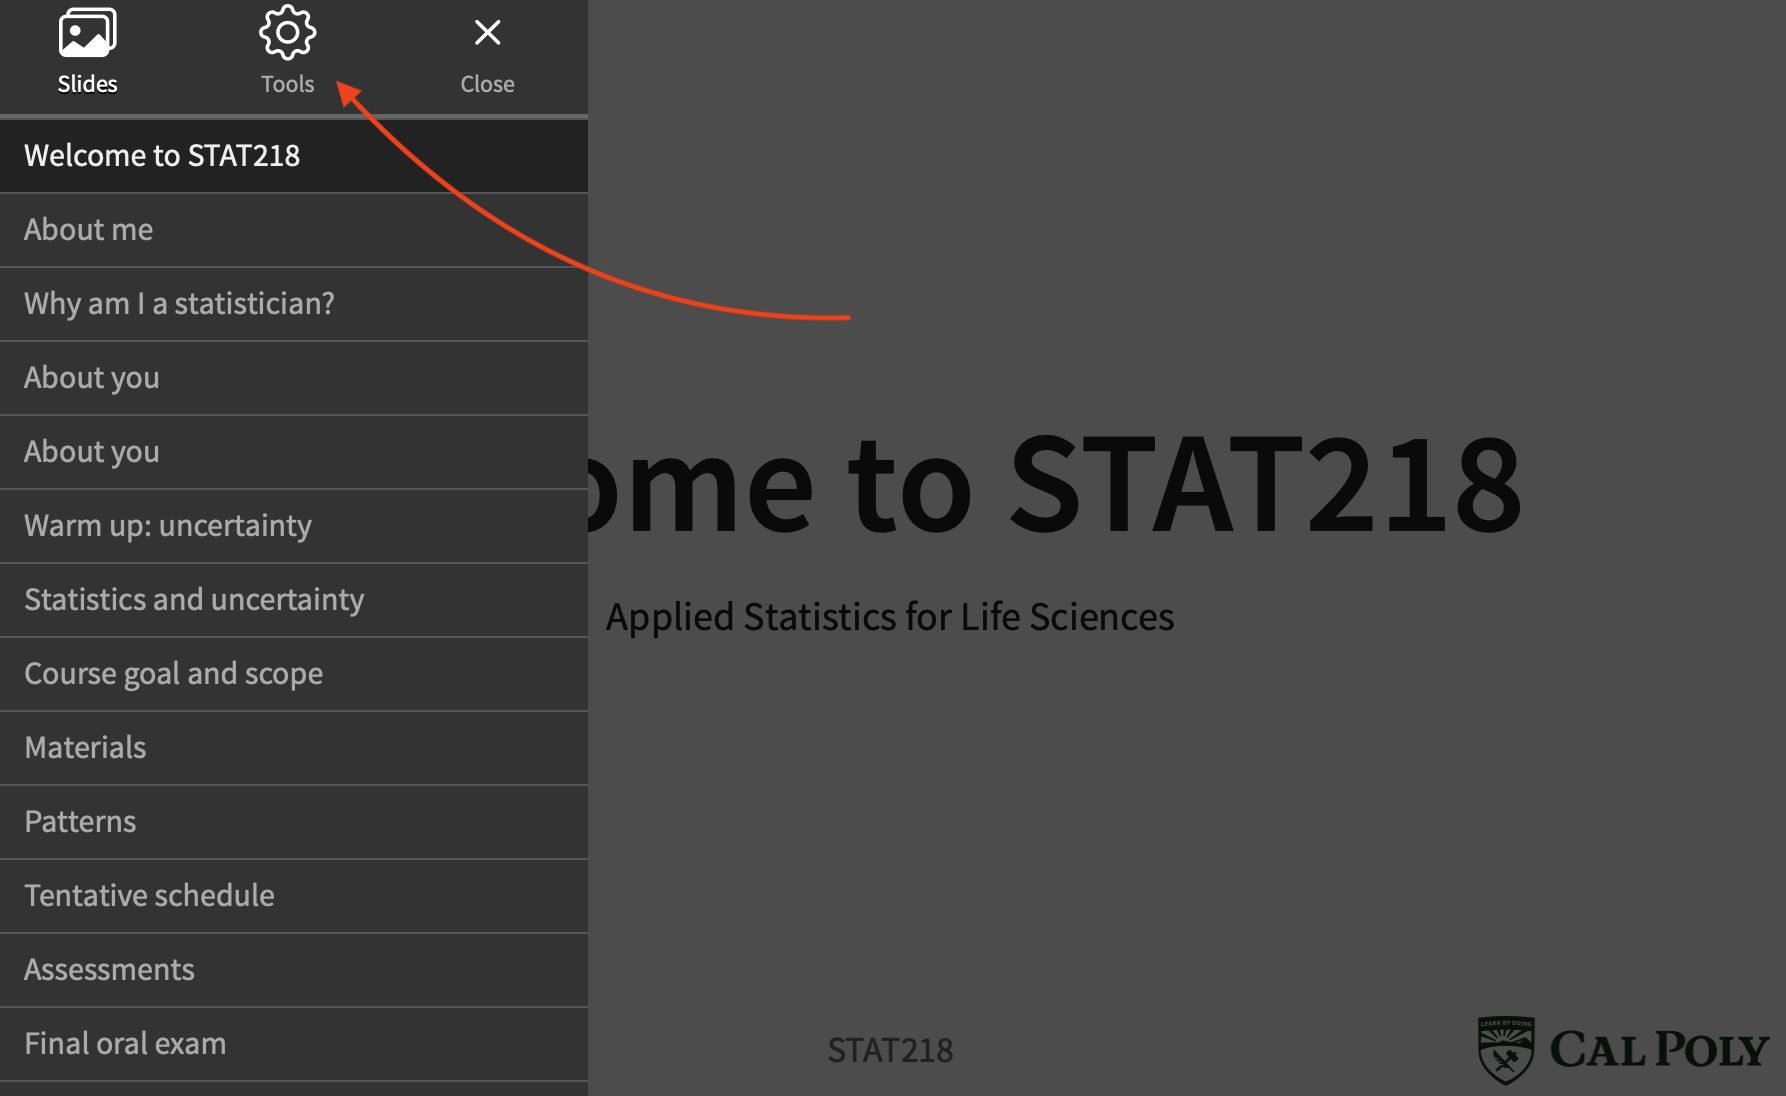 Slides
Tools
Close
Welcome to STAT218
About me
Why am I a statistician?
About you
About you
Warm up: uncertainty
Statistics and uncertainty
Course goal and scope
Materials
Patterns
Tentative schedule
Assessments
Final oral exam
ome to STAT218
Applied Statistics for Life Sciences
STAT218
LEARN BY DOING
CAL POLY